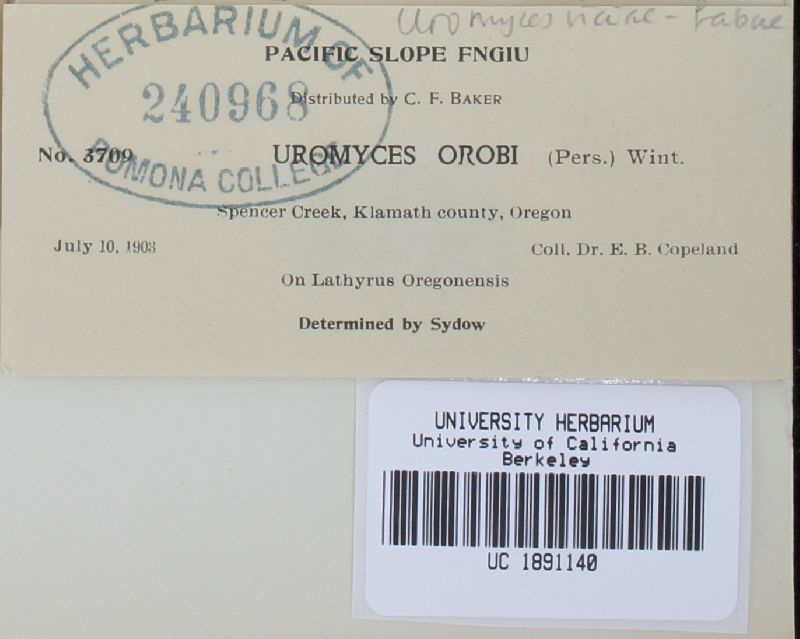 Uromyces viciae-fabae
HERBARIUM OF
PACIFIC SLOPE FNGIU
240968
Distributed by C. F. BAKER
No. 3709
UROMYCES OROBI (Pers.) Wint.
POMONA COLLEGE
Spencer Creek, Klamath county, Oregon
July 10, 1903
Coll. Dr. E. B. Copeland
On Lathyrus Oregonensis
Determined by Sydow
UNIVERSITY HERBARIUM
University of California
Berkeley
UC 1891140